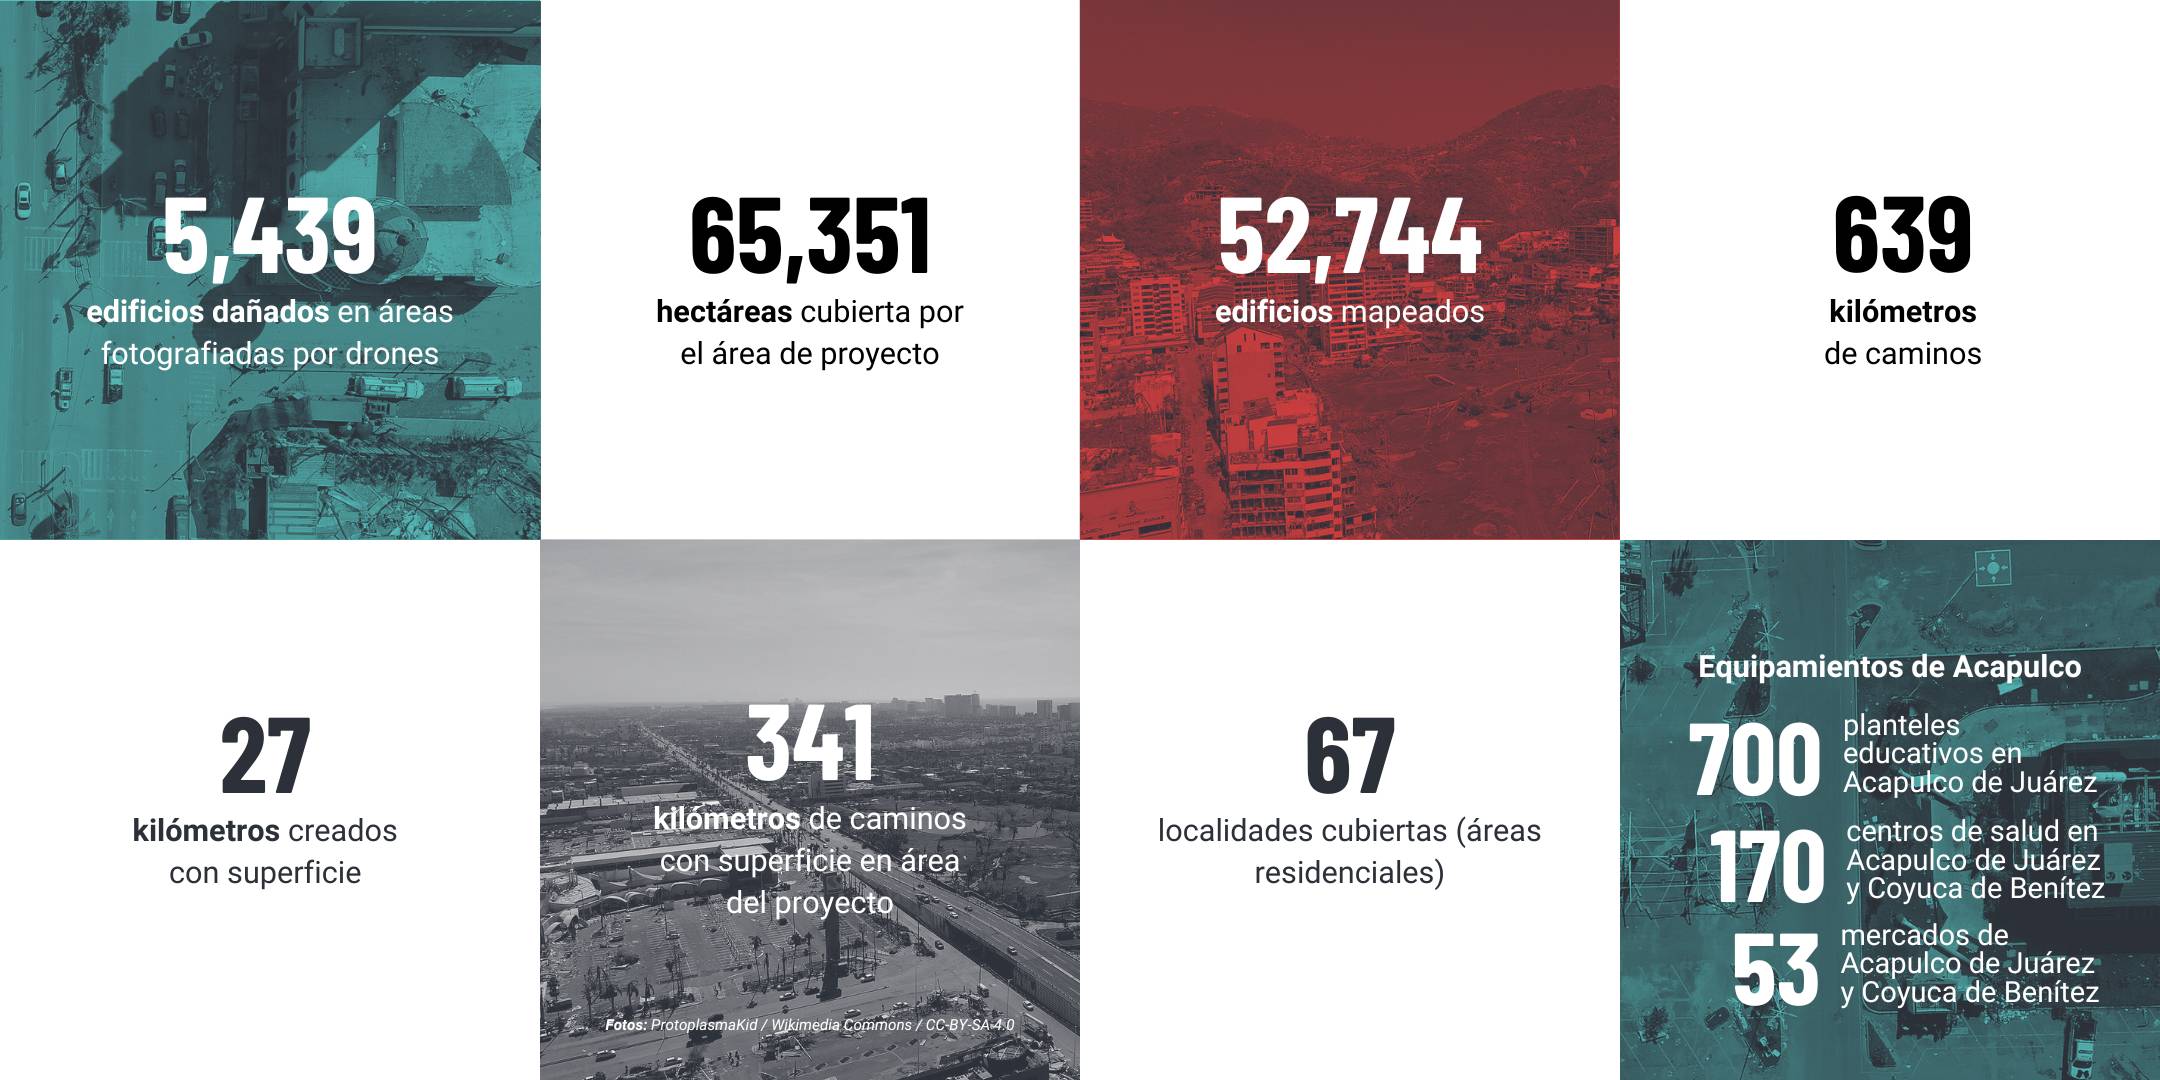 5,439
edificios dañados en áreas
fotografiadas por drones
65,351
hectáreas cubierta por
el área de proyecto
52,744
edificios mapeados
639
kilómetros
de caminos
27
kilómetros creados
con superficie
341
kilómetros de caminos
con superficie en área
del proyecto
Fotos: ProtoplasmaKid / Wikimedia Commons / CC-BY-SA 4.0
67
localidades cubiertas (áreas
residenciales)
Equipamientos de Acapulco
700
planteles
educativos en
Acapulco de Juárez
170
centros de salud en
Acapulco de Juárez
y Coyuca de Benítez
53
mercados de
Acapulco de Juárez
y Coyuca de Benítez